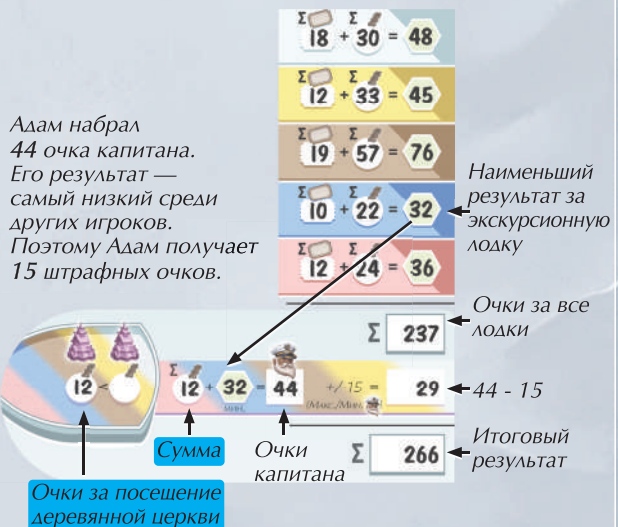 Σ 18 + Σ 30 = 48
Σ 12 + Σ 33 = 45
Σ 19 + Σ 57 = 76
Σ 10 + Σ 22 = 32
Σ 12 + Σ 24 = 36
Адам набрал
44 очка капитана.
Его результат —
самый низкий среди
других игроков.
Поэтому Адам получает
15 штрафных очков.
Наименьший
результат за
экскурсионную
лодку
Σ 237
Очки за все
лодки
12 <
Σ 12 + 32 = 44 +/- 15 = 29
МИН.
(Макс./Мин.
44 - 15
Сумма
Очки
капитана
Σ 266
Итоговый
результат
Очки за посещение
деревянной церкви